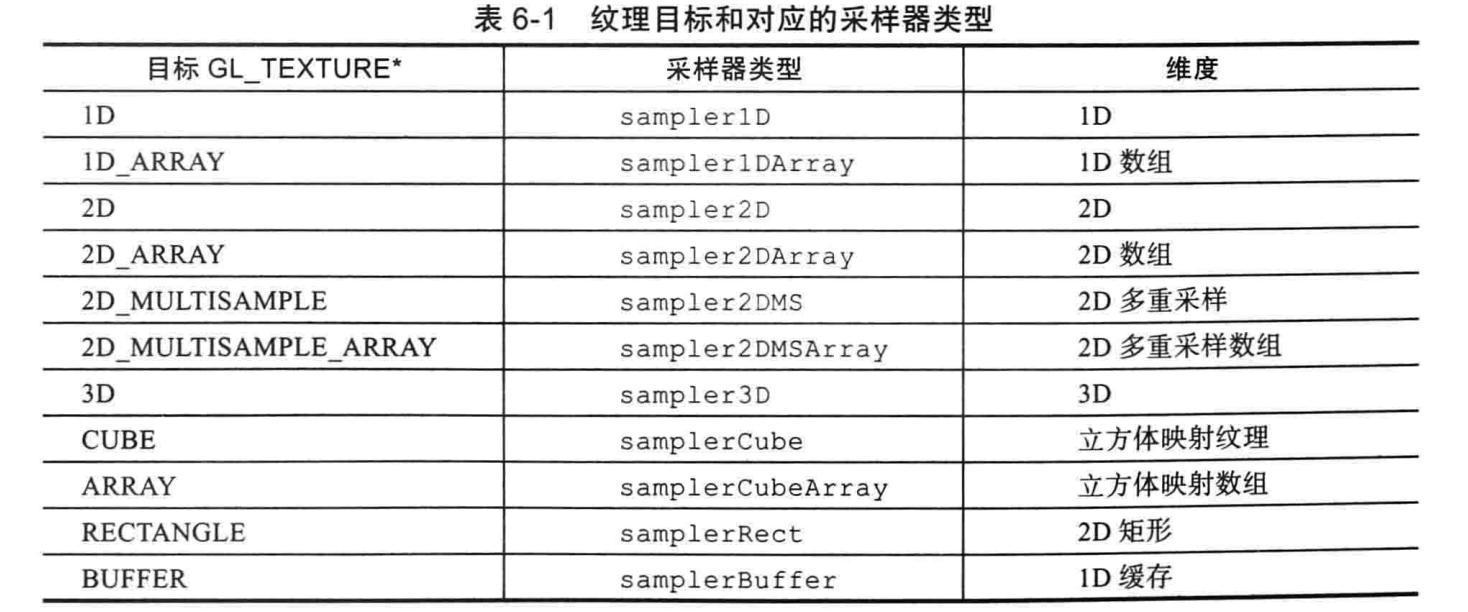 表 6-1 纹理目标和对应的采样器类型
目标 GL_TEXTURE* 采样器类型 维度
1D sampler1D 1D
1D_ARRAY sampler1DArray 1D 数组
2D sampler2D 2D
2D_ARRAY sampler2DArray 2D 数组
2D_MULTISAMPLE sampler2DMS 2D 多重采样
2D_MULTISAMPLE_ARRAY sampler2DMSArray 2D 多重采样数组
3D sampler3D 3D
CUBE samplerCube 立方体映射纹理
ARRAY samplerCubeArray 立方体映射数组
RECTANGLE samplerRect 2D 矩形
BUFFER samplerBuffer 1D 缓存